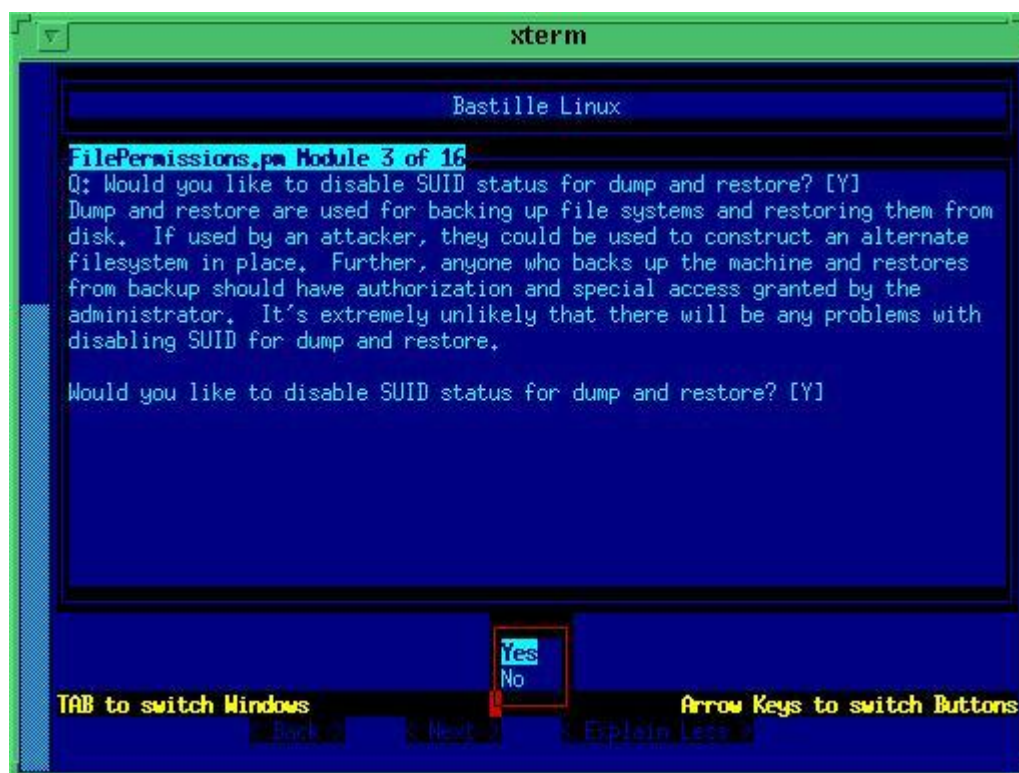 xterm
Bastille Linux
FilePermissions.pm Module 3 of 16
Q: Would you like to disable SUID status for dump and restore? [Y]
Dump and restore are used for backing up file systems and restoring them from
disk. If used by an attacker, they could be used to construct an alternate
filesystem in place. Further, anyone who backs up the machine and restores
from backup should have authorization and special access granted by the
administrator. It's extremely unlikely that there will be any problems with
disabling SUID for dump and restore.
Would you like to disable SUID status for dump and restore? [Y]
Yes
No
TAB to switch Windows Arrow Keys to switch Buttons
< Back > < Next > < Explain Less >